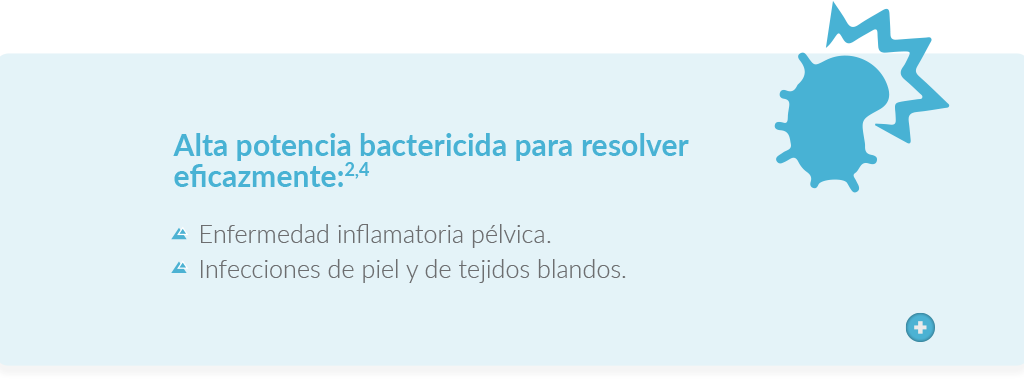 Alta potencia bactericida para resolver
eficazmente:2,4
Enfermedad inflamatoria pélvica.
Infecciones de piel y de tejidos blandos.